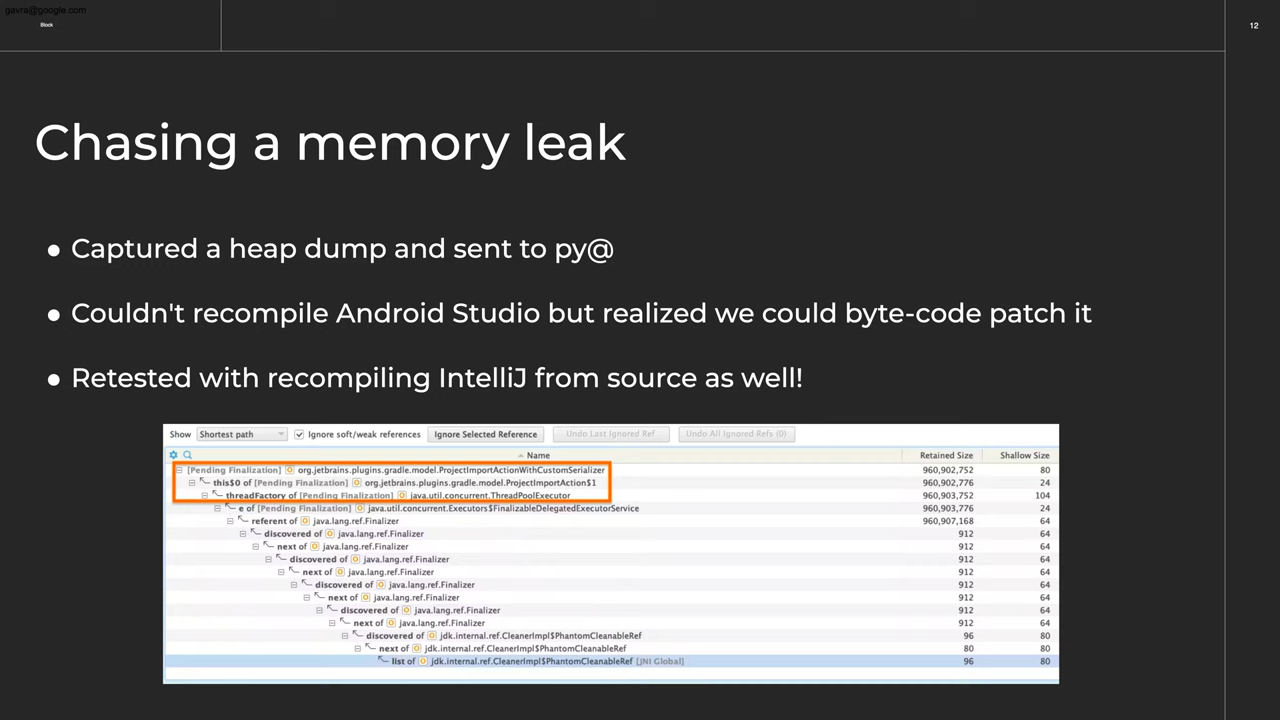 gavra@google.com
Block
12
Chasing a memory leak
● Captured a heap dump and sent to py@
● Couldn't recompile Android Studio but realized we could byte-code patch it
● Retested with recompiling IntelliJ from source as well!
Show Shortest path Ignore soft/weak references Ignore Selected Reference Undo Last Ignored Ref Undo All Ignored Refs (0)
Name Retained Size Shallow Size
[Pending Finalization] org.jetbrains.plugins.gradle.model.ProjectImportActionWithCustomSerializer 960,902,752 80
this$0 of [Pending Finalization] org.jetbrains.plugins.gradle.model.ProjectImportAction$1 960,902,776 24
threadFactory of [Pending Finalization] java.util.concurrent.ThreadPoolExecutor 960,903,752 104
e of [Pending Finalization] java.util.concurrent.Executors$FinalizableDelegatedExecutorService 960,903,776 24
referent of java.lang.ref.Finalizer 960,907,168 64
discovered of java.lang.ref.Finalizer 912 64
next of java.lang.ref.Finalizer 912 64
discovered of java.lang.ref.Finalizer 912 64
next of java.lang.ref.Finalizer 912 64
discovered of java.lang.ref.Finalizer 912 64
next of java.lang.ref.Finalizer 912 64
discovered of java.lang.ref.Finalizer 912 64
next of java.lang.ref.Finalizer 912 64
discovered of jdk.internal.ref.CleanerImpl$PhantomCleanableRef 96 80
next of jdk.internal.ref.CleanerImpl$PhantomCleanableRef 80 80
list of jdk.internal.ref.CleanerImpl$PhantomCleanableRef [JNI Global] 96 80